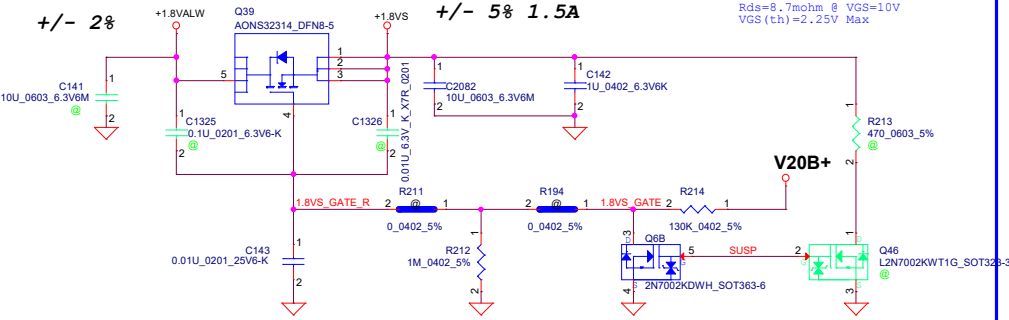 +/- 2%
+1.8VALW
Q39
AONS32314_DFN8-5
+1.8VS
+/- 5% 1.5A
Rds=8.7mohm @ VGS=10V
VGS(th)=2.25V Max
5
1
2
3
4
1
C141
10U_0603_6.3V6M
@
2
1
C1325
0.1U_0201_6.3V6-K
@
2
1
C1326
0.01U_6.3V_K_X7R_0201
@
2
1
C2082
10U_0603_6.3V6M
2
1
C142
1U_0402_6.3V6K
2
1
R213
470_0603_5%
@
2
V20B+
1.8VS_GATE_R
R211
2 @ 1
0_0402_5%
R194
2 @ 1
0_0402_5%
1.8VS_GATE
R214
2 1
130K_0402_5%
1
C143
0.01U_0201_25V6-K
2
1
R212
1M_0402_5%
2
3
D
Q6B
G
5
S
4
2N7002KDWH_SOT363-6
SUSP
1
D
Q46
2
G
L2N7002KWT1G_SOT323-3
@
S
3